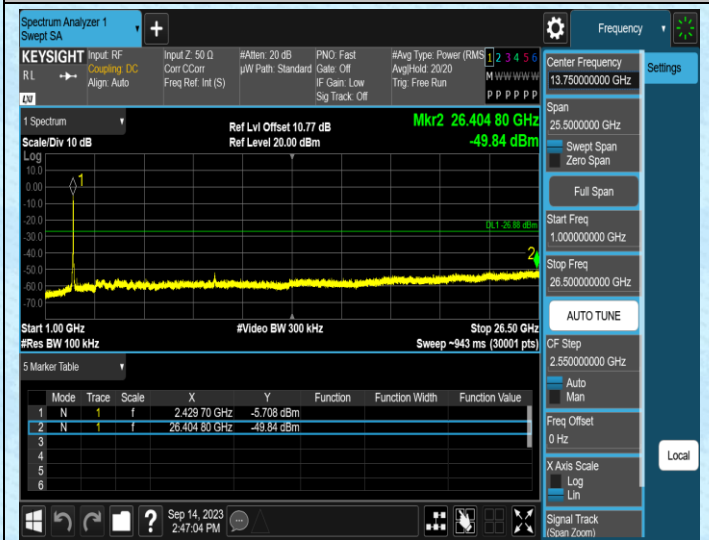 Spectrum Analyzer 1
Swept SA
+
Frequency
KEYSIGHT
RL
LXI
Input: RF
Coupling: DC
Align: Auto
Input Z: 50 Ω
Corr CCorr
Freq Ref: Int (S)
#Atten: 20 dB
µW Path: Standard
PNO: Fast
Gate: Off
IF Gain: Low
Sig Track: Off
#Avg Type: Power (RMS
Avg|Hold: 20/20
Trig: Free Run
1 2 3 4 5 6
M W W W W W
P P P P P P
1 Spectrum
Scale/Div 10 dB
Ref Lvl Offset 10.77 dB
Ref Level 20.00 dBm
Mkr2 26.404 80 GHz
-49.84 dBm
Log
10.0
0.00
-10.0
-20.0
-30.0
-40.0
-50.0
-60.0
-70.0
1
2
DL1 -26.88 dBm
Start 1.00 GHz
#Video BW 300 kHz
Stop 26.50 GHz
#Res BW 100 kHz
Sweep ~943 ms (30001 pts)
5 Marker Table
Mode Trace Scale X Y Function Function Width Function Value
1 N 1 f 2.429 70 GHz -5.708 dBm
2 N 1 f 26.404 80 GHz -49.84 dBm
3
4
5
6
Sep 14, 2023
2:47:04 PM
?
Center Frequency
13.750000000 GHz
Settings
Span
25.5000000 GHz
Swept Span
Zero Span
Full Span
Start Freq
1.000000000 GHz
Stop Freq
26.500000000 GHz
AUTO TUNE
CF Step
2.550000000 GHz
Auto
Man
Freq Offset
0 Hz
X Axis Scale
Log
Lin
Local
Signal Track
(Span Zoom)